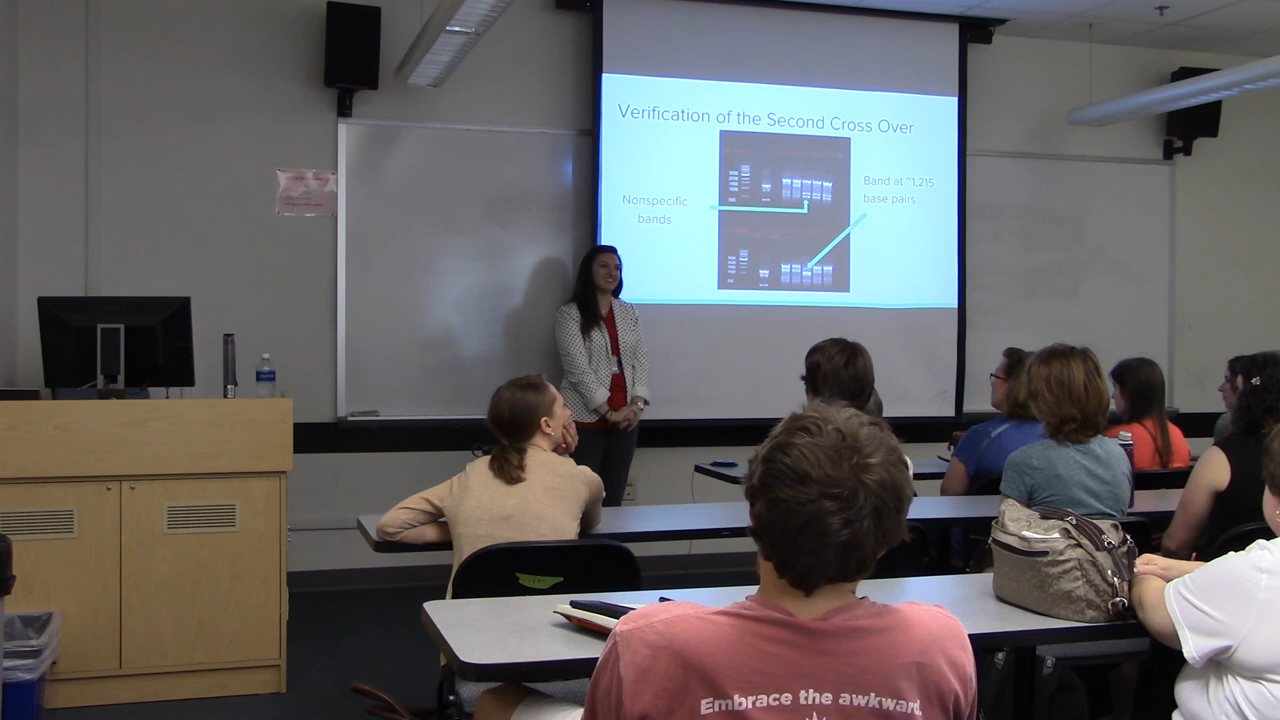 Verification of the Second Cross Over
Nonspecific
bands
Band at ~1,215
base pairs
Embrace the awkward.